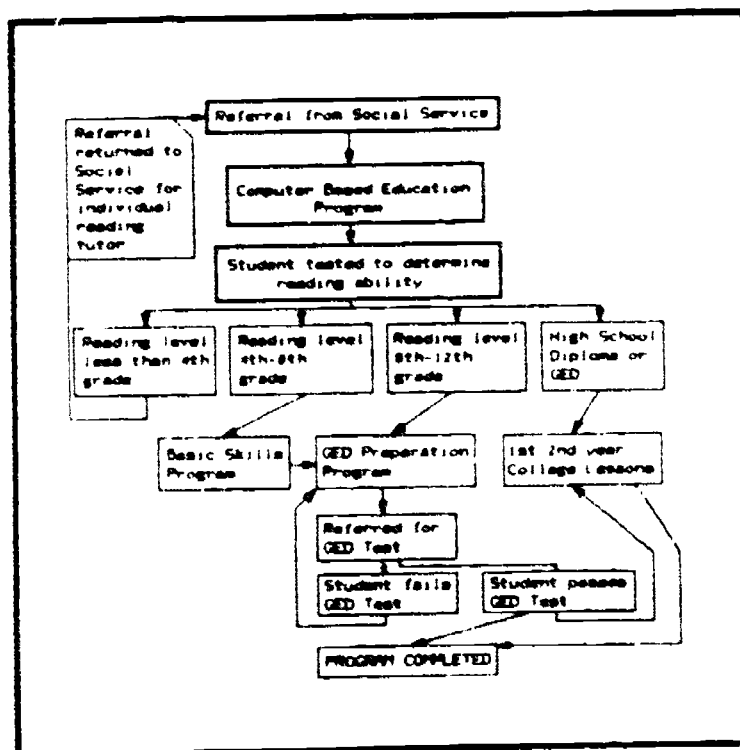 Referral from Social Service
Referral
returned to
Social
Service for
individual
reading
tutor
Computer Based Education
Program
Student tested to determine
reading ability
Reading level
less than 4th
grade
Reading level
4th-8th
grade
Reading level
8th-12th
grade
High School
Diploma or
GED
Basic Skills
Program
GED Preparation
Program
1st 2nd year
College Lessons
Referred for
GED Test
Student fails
GED Test
Student passes
GED Test
PROGRAM COMPLETED